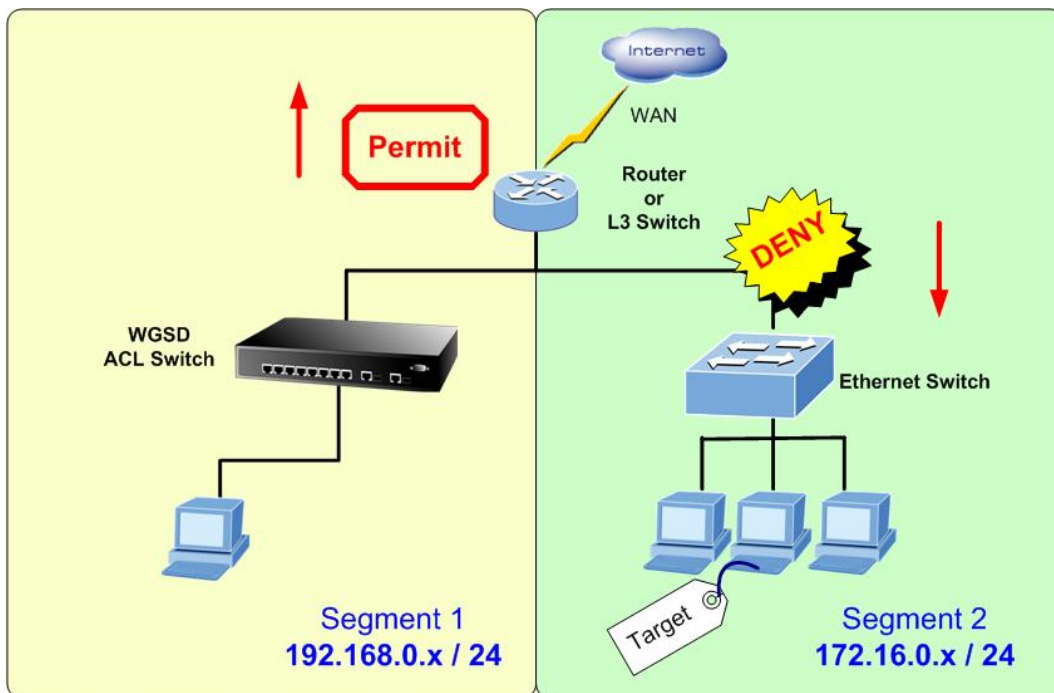 Internet
WAN
Permit
Router
or
L3 Switch
DENY
WGSD
ACL Switch
Ethernet Switch
Target
Segment 1
192.168.0.x / 24
Segment 2
172.16.0.x / 24